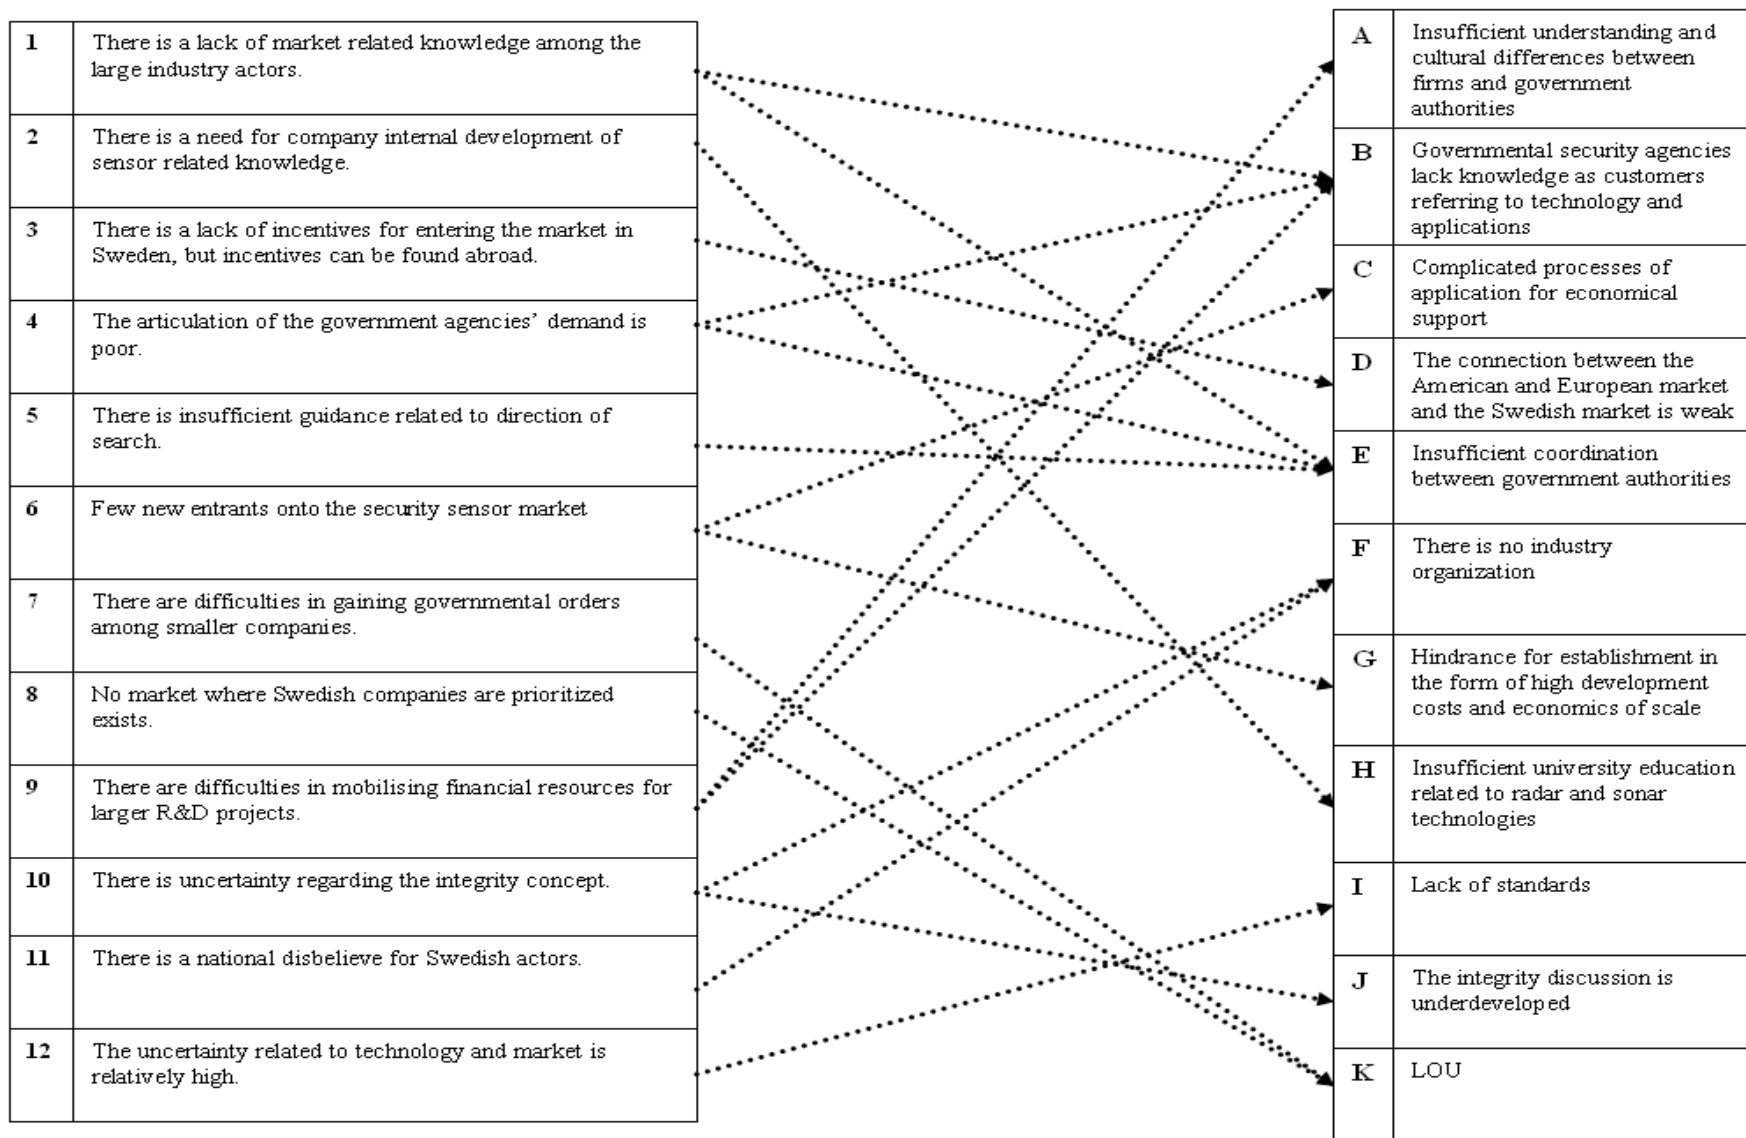 1 There is a lack of market related knowledge among the
large industry actors.
2 There is a need for company internal development of
sensor related knowledge.
3 There is a lack of incentives for entering the market in
Sweden, but incentives can be found abroad.
4 The articulation of the government agencies’ demand is
poor.
5 There is insufficient guidance related to direction of
search.
6 Few new entrants onto the security sensor market
7 There are difficulties in gaining governmental orders
among smaller companies.
8 No market where Swedish companies are prioritized
exists.
9 There are difficulties in mobilising financial resources for
larger R&D projects.
10 There is uncertainty regarding the integrity concept.
11 There is a national disbelieve for Swedish actors.
12 The uncertainty related to technology and market is
relatively high.
A Insufficient understanding and
cultural differences between
firms and government
authorities
B Governmental security agencies
lack knowledge as customers
referring to technology and
applications
C Complicated processes of
application for economical
support
D The connection between the
American and European market
and the Swedish market is weak
E Insufficient coordination
between government authorities
F There is no industry
organization
G Hindrance for establishment in
the form of high development
costs and economics of scale
H Insufficient university education
related to radar and sonar
technologies
I Lack of standards
J The integrity discussion is
underdeveloped
K LOU